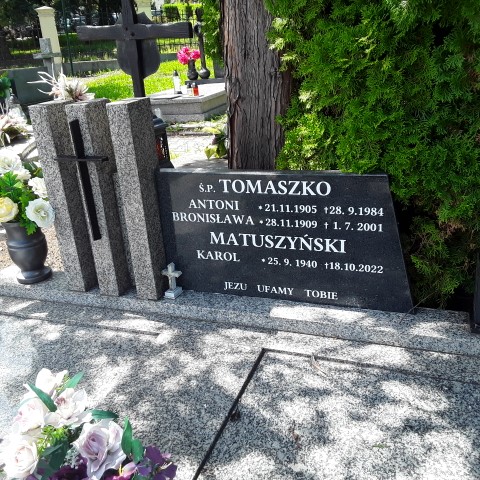 Ś.P. TOMASZKO
ANTONI *21.11.1905 †28.9.1984
BRONISŁAWA *28.11.1909 † 1.7.2001
MATUSZYŃSKI
KAROL *25.9.1940 †18.10.2022
JEZU UFAMY TOBIE